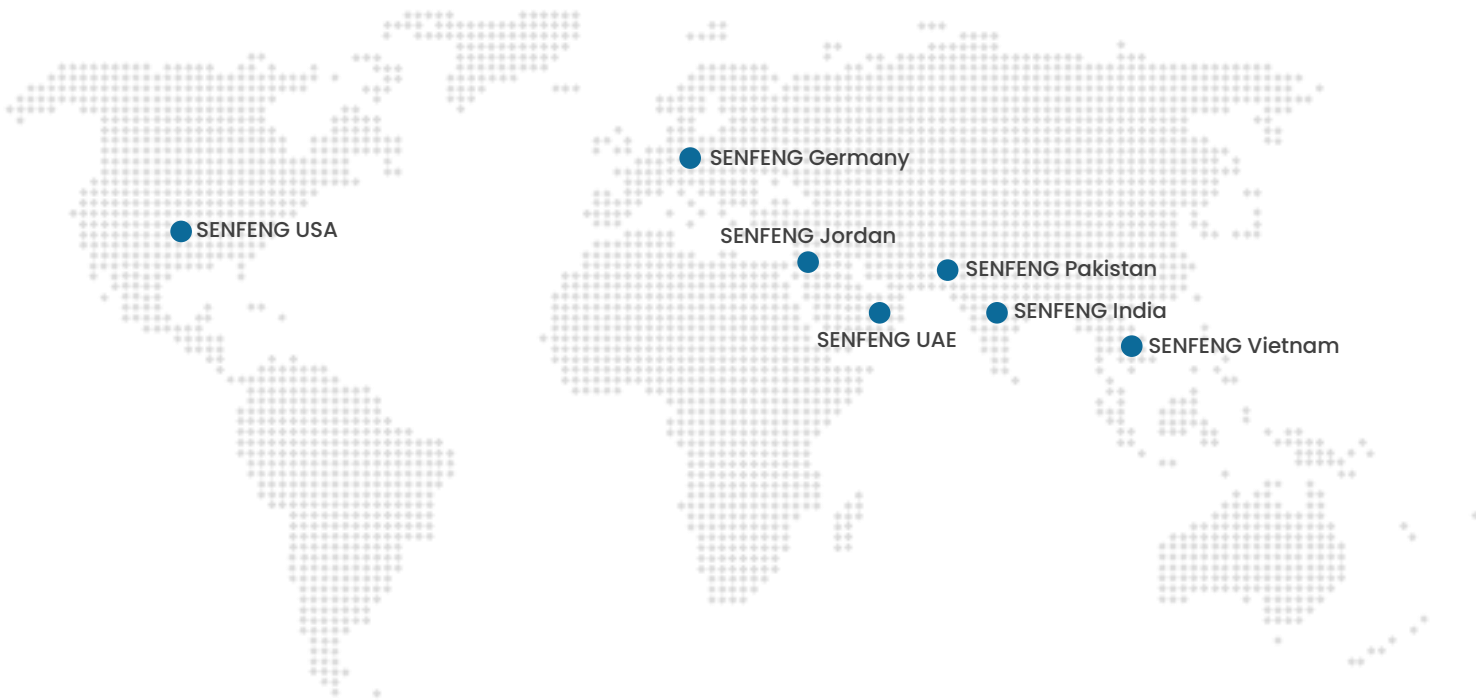 SENFENG Germany
SENFENG USA
SENFENG Jordan
SENFENG Pakistan
SENFENG India
SENFENG UAE
SENFENG Vietnam